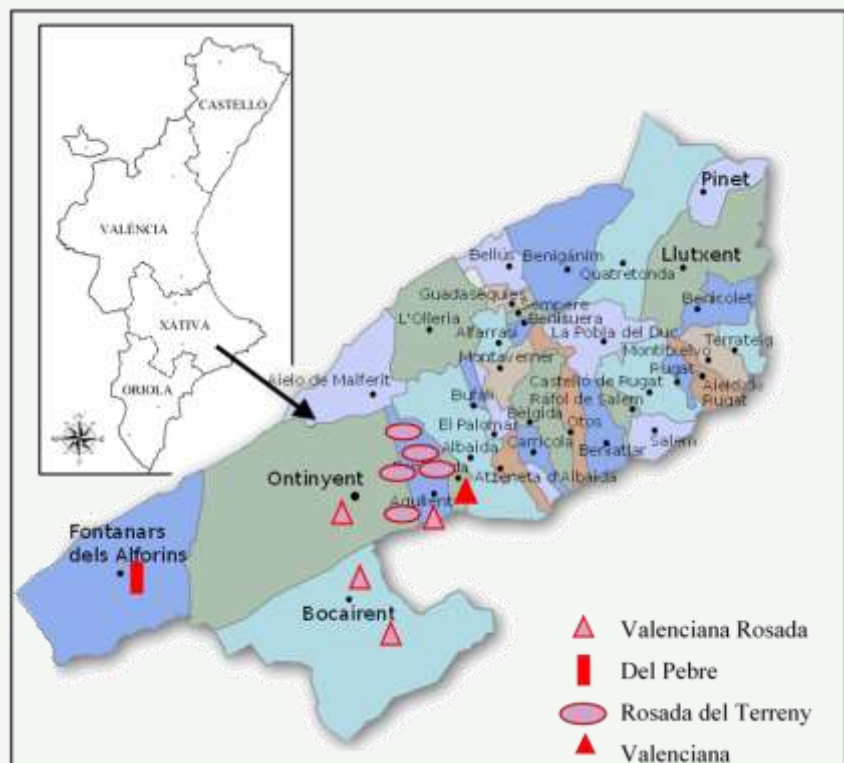 CASTELLÓ
VALÈNCIA
XÀTIVA
ORIOLA
Pinet
Bellús
Benigànim
Quatretonda
Llutxent
Guadasequies
Sempere
Benisuera
Benicolet
L'Olleria
Alfarrasí
La Pobla del Duc
Terrateig
Montaverner
Montitxelvo
Rugat
Aielo de Malferit
Castelló de Rugat
Aielo de
Rugat
Bufali
Ràfol de Salem
Bèlgida
El Palomar
Otos
Salem
Albaida
Carrícola
Beniatjar
Atzeneta d'Albaida
Ontinyent
Agullent
Fontanars
dels Alforins
Bocairent
Valenciana Rosada
Del Pebre
Rosada del Terreny
Valenciana